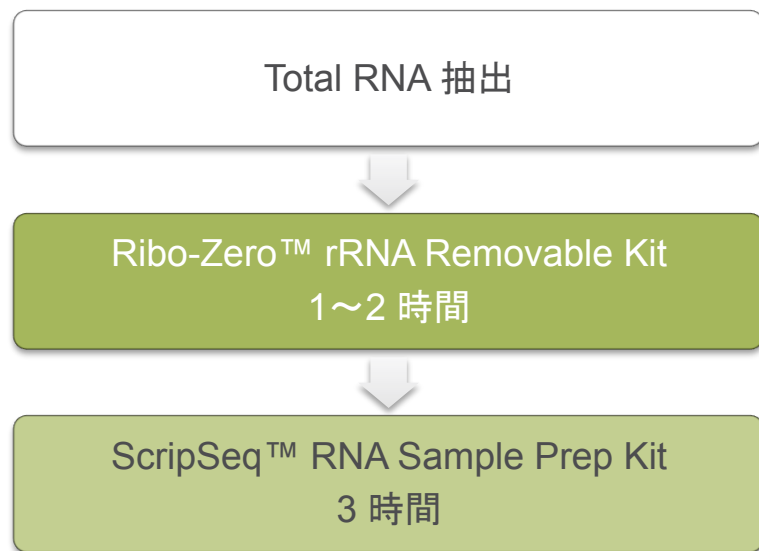 Total RNA 抽出
Ribo-Zero™ rRNA Removable Kit
1～2 時間
ScripSeq™ RNA Sample Prep Kit
3 時間